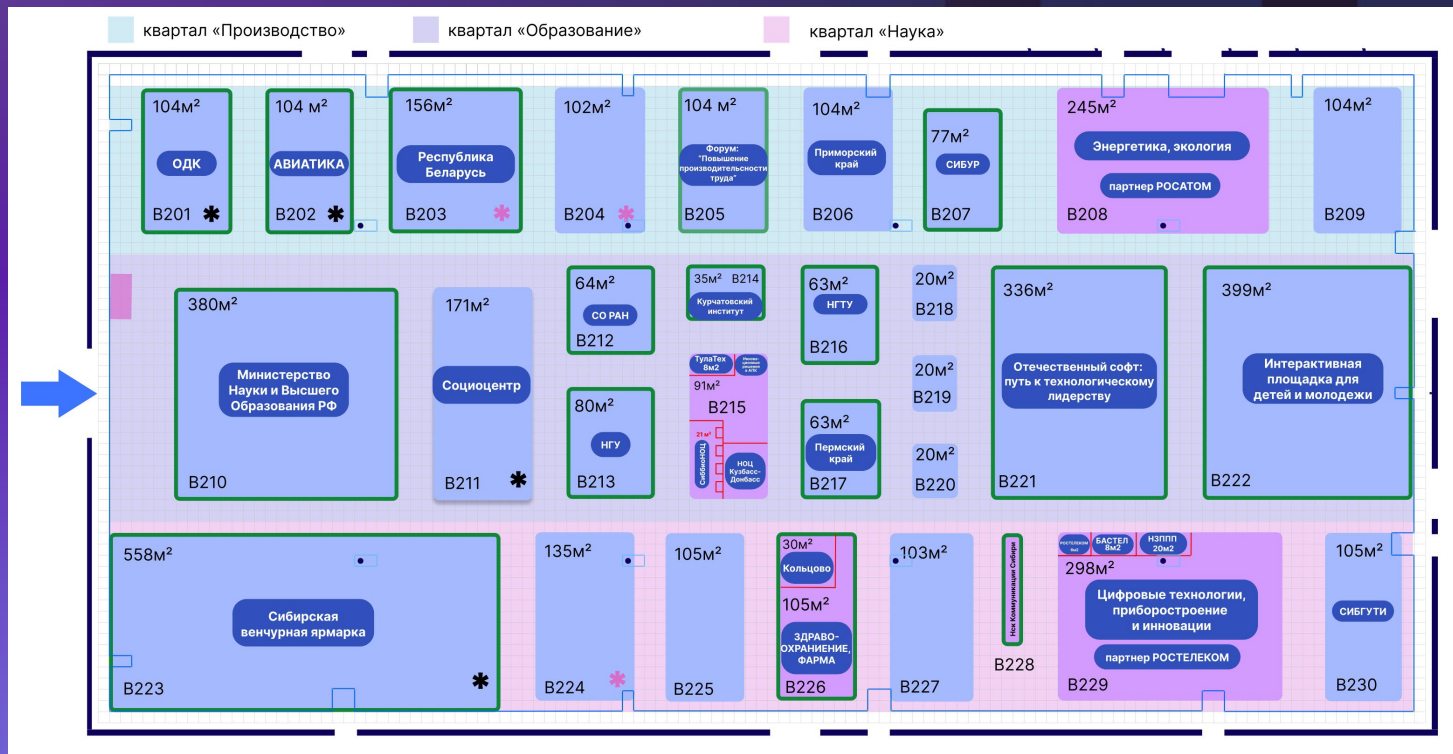 квартал «Производство»
квартал «Образование»
квартал «Наука»
104м²
ОДК
B201
104 м²
АВИАТИКА
B202
156м²
Республика
Беларусь
B203
102м²
B204
104 м²
Форум:
"Повышение
производительсности
труда"
B205
104м²
Приморский
край
B206
77м²
СИБУР
B207
245м²
Энергетика, экология
партнер РОСАТОМ
B208
104м²
B209
380м²
Министерство
Науки и Высшего
Образования РФ
B210
171м²
Социоцентр
B211
64м²
СО РАН
B212
80м²
НГУ
B213
35м² B214
Курчатовский
институт
ТулаТех
8м2
91м²
B215
21 м²
СиббиоНОЦ
НОЦ
Кузбасс-
Донбасс
63м²
НГТУ
B216
63м²
Пермский
край
B217
20м²
B218
20м²
B219
20м²
B220
336м²
Отечественный софт:
путь к технологическому
лидерству
B221
399м²
Интерактивная
площадка для
детей и молодежи
B222
558м²
Сибирская
венчурная ярмарка
B223
135м²
B224
105м²
B225
30м²
Кольцово
105м²
ЗДРАВО-
ОХРАНИЕНИЕ,
ФАРМА
B226
103м²
B227
Нск Коммуникации Сибири
B228
РОСТЕЛЕКОМ
БАСТЕЛ
8м2
НЗППП
20м2
298м²
Цифровые технологии,
приборостроение
и инновации
партнер РОСТЕЛЕКОМ
B229
105м²
СИБГУТИ
B230